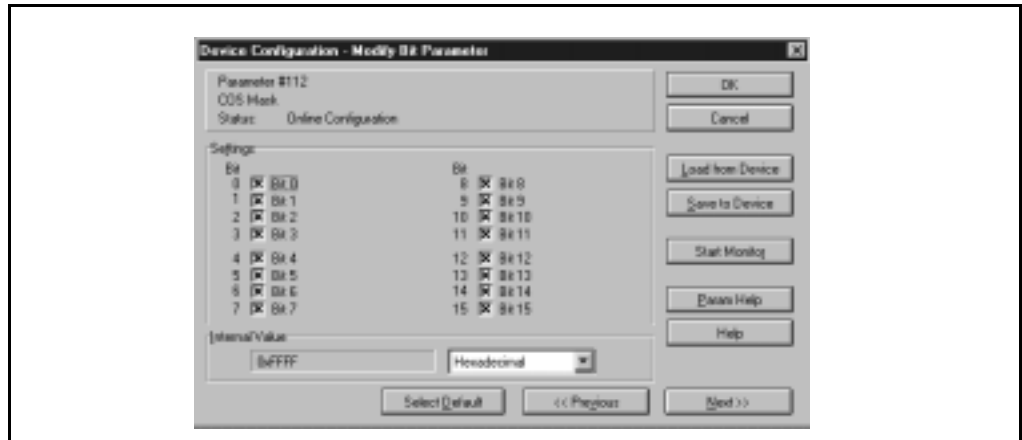 Device Configuration - Modify Bit Parameter
Parameter #112
COS Mask
Status: Online Configuration
OK
Cancel
Settings
Bit Bit
0 Bit 0 8 Bit 8
1 Bit 1 9 Bit 9
2 Bit 2 10 Bit 10
3 Bit 3 11 Bit 11
4 Bit 4 12 Bit 12
5 Bit 5 13 Bit 13
6 Bit 6 14 Bit 14
7 Bit 7 15 Bit 15
Load from Device
Save to Device
Start Monitor
Param Help
Help
Internal Value
0xFFFF Hexadecimal
Select Default << Previous Next >>